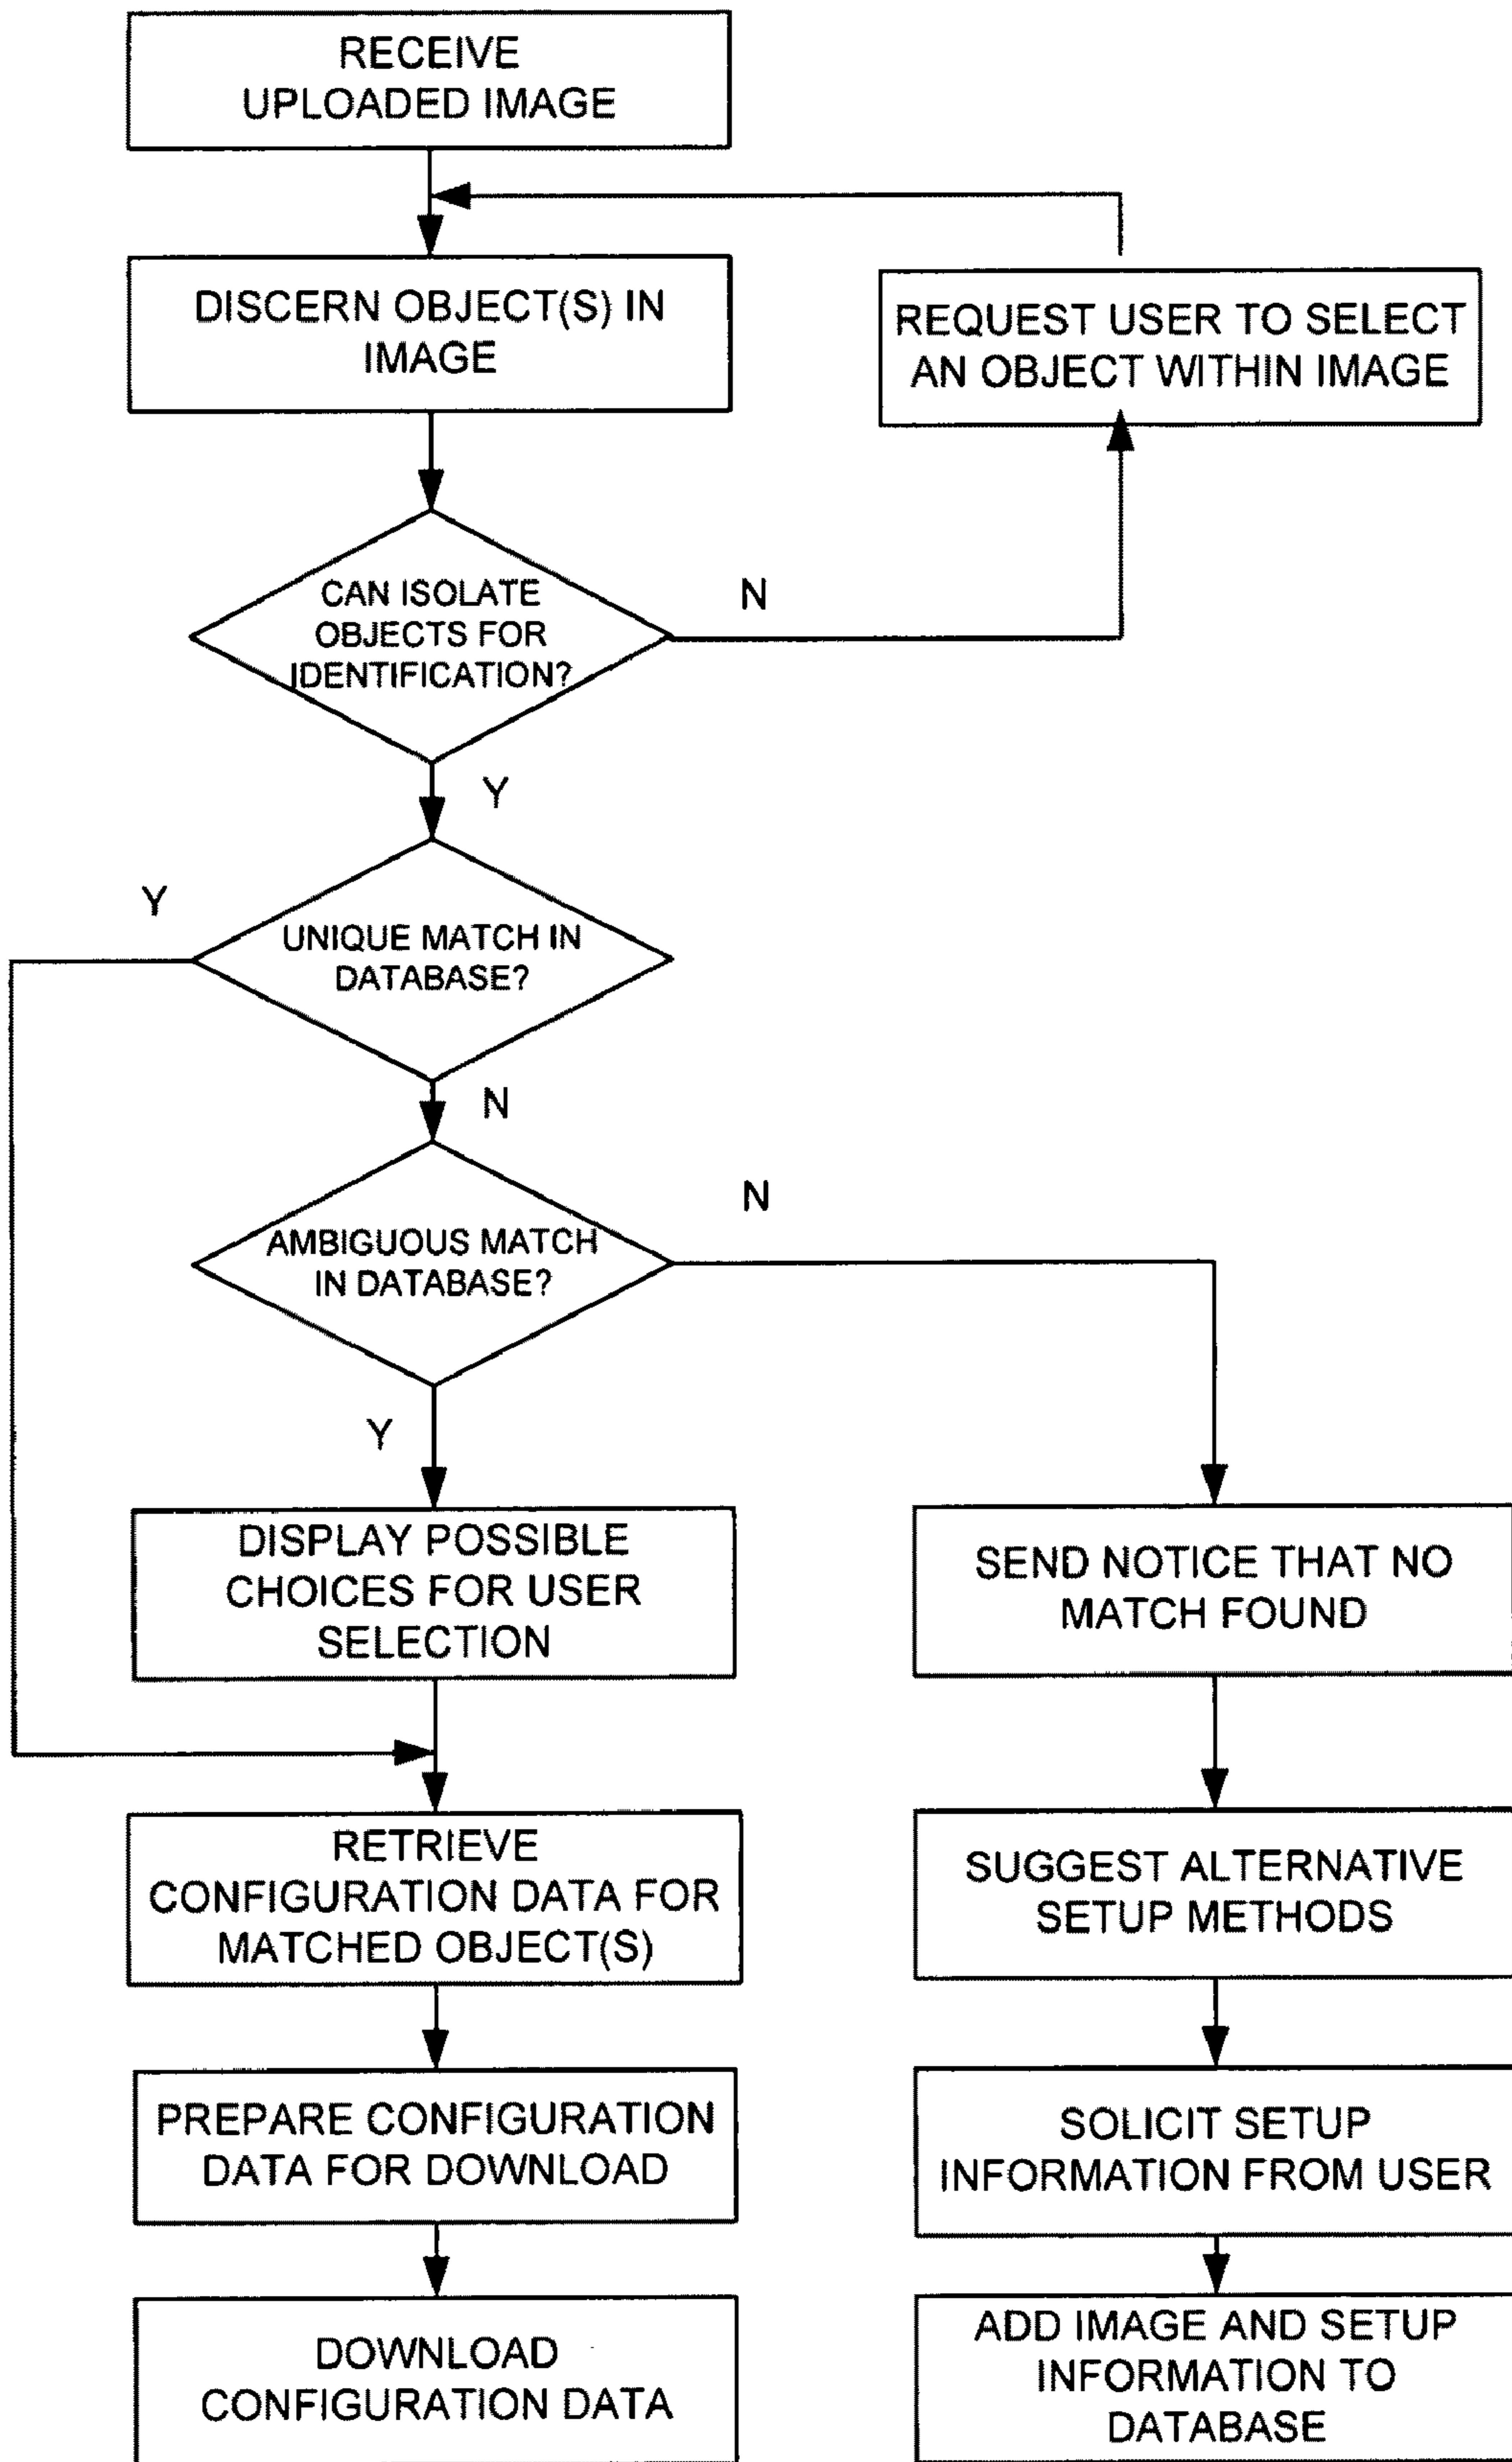 RECEIVE
UPLOADED IMAGE
DISCERN OBJECT(S) IN
IMAGE
REQUEST USER TO SELECT
AN OBJECT WITHIN IMAGE
CAN ISOLATE
OBJECTS FOR
IDENTIFICATION?
N
Y
UNIQUE MATCH IN
DATABASE?
Y
N
AMBIGUOUS MATCH
IN DATABASE?
N
Y
DISPLAY POSSIBLE
CHOICES FOR USER
SELECTION
SEND NOTICE THAT NO
MATCH FOUND
RETRIEVE
CONFIGURATION DATA FOR
MATCHED OBJECT(S)
SUGGEST ALTERNATIVE
SETUP METHODS
PREPARE CONFIGURATION
DATA FOR DOWNLOAD
SOLICIT SETUP
INFORMATION FROM USER
DOWNLOAD
CONFIGURATION DATA
ADD IMAGE AND SETUP
INFORMATION TO
DATABASE